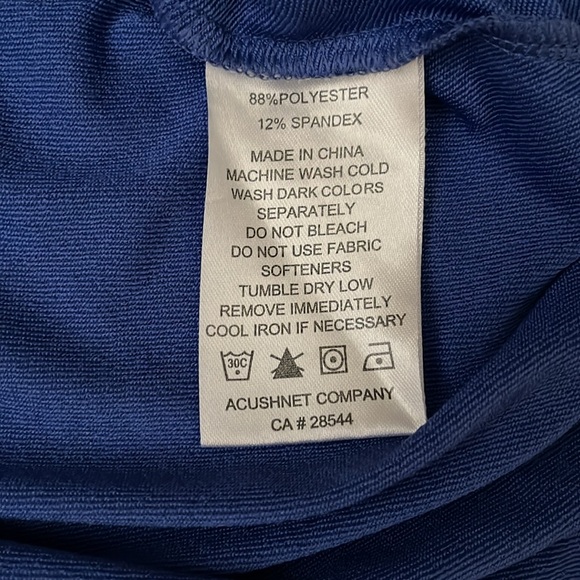 88%POLYESTER
12% SPANDEX
MADE IN CHINA
MACHINE WASH COLD
WASH DARK COLORS
SEPARATELY
DO NOT BLEACH
DO NOT USE FABRIC
SOFTENERS
TUMBLE DRY LOW
REMOVE IMMEDIATELY
COOL IRON IF NECESSARY
30C
ACUSHNET COMPANY
CA # 28544